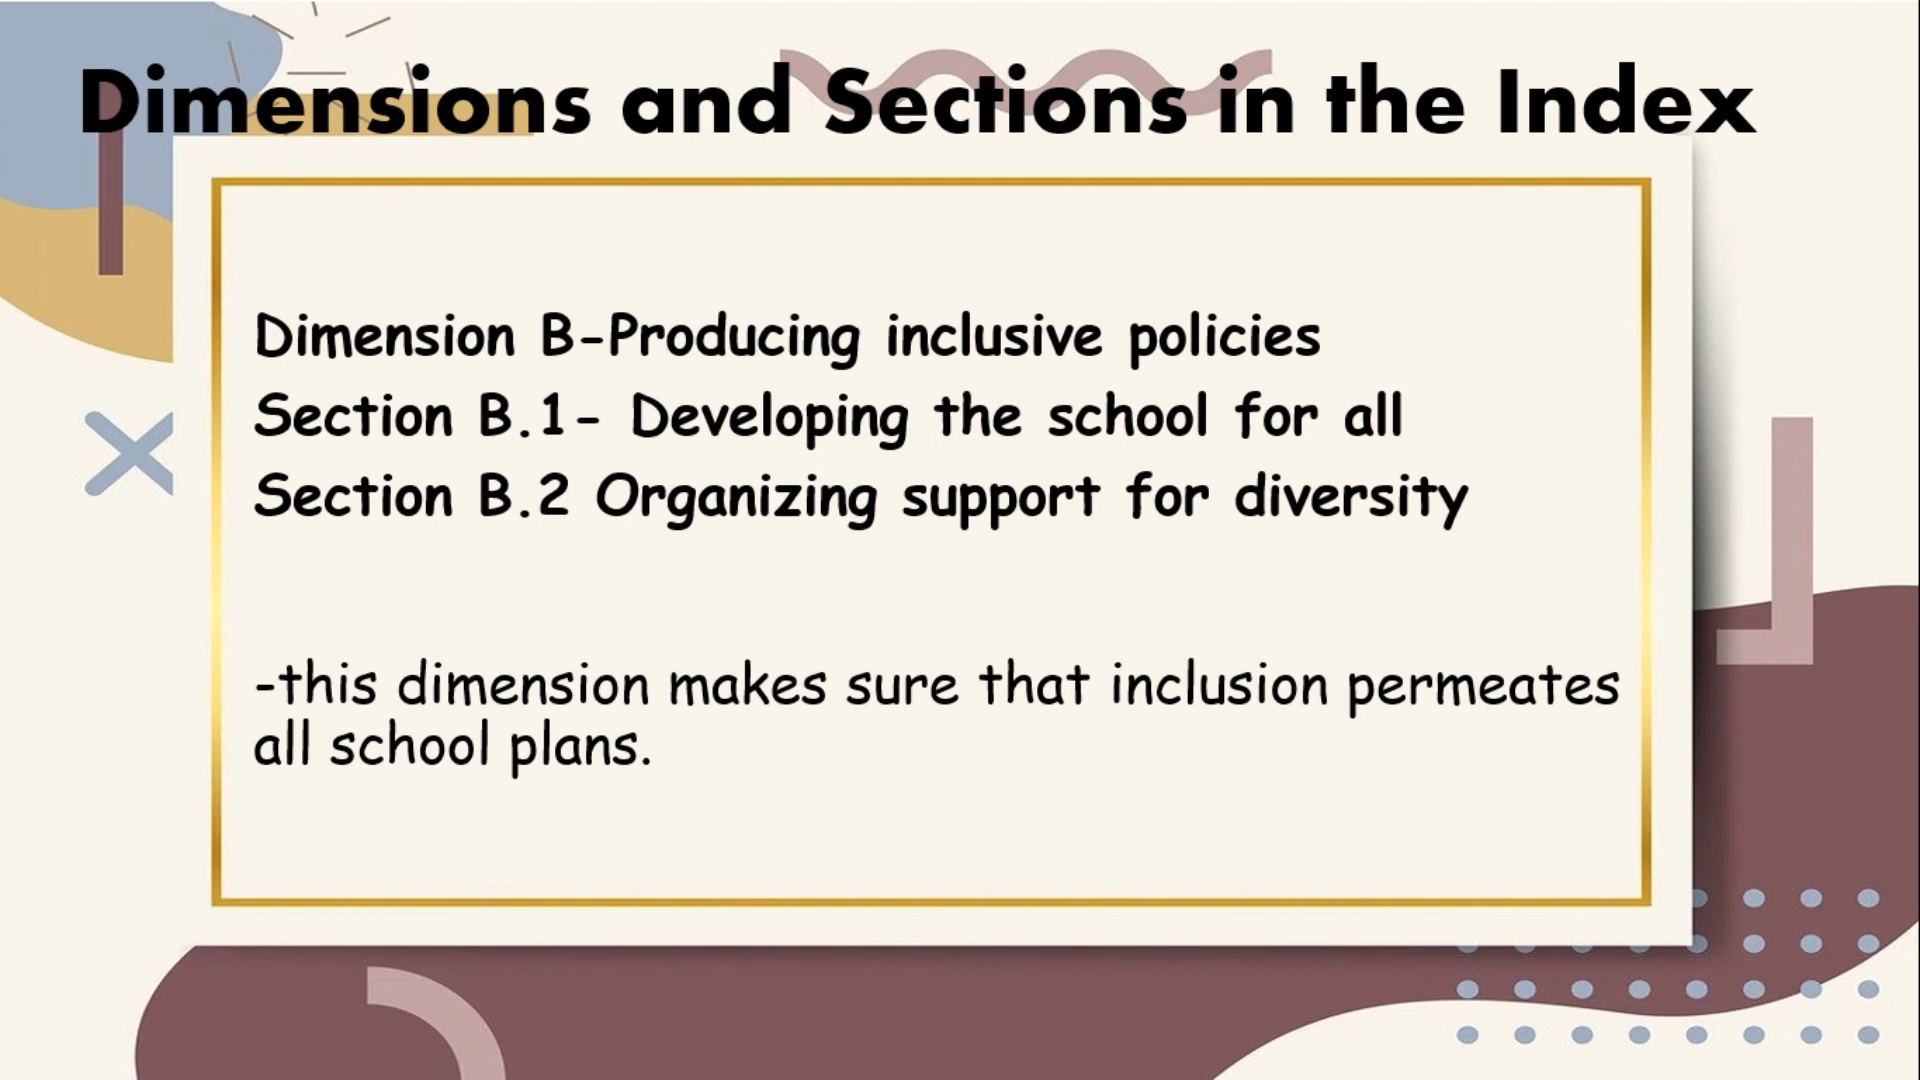 Dimensions and Sections in the Index
Dimension B-Producing inclusive policies
Section B.1- Developing the school for all
Section B.2 Organizing support for diversity
-this dimension makes sure that inclusion permeates
all school plans.